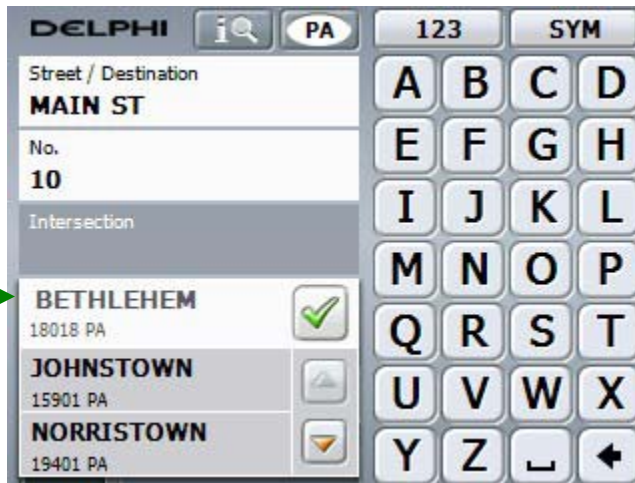 DELPHI PA
Street / Destination
MAIN ST
No.
10
Intersection
BETHLEHEM
18018 PA
JOHNSTOWN
15901 PA
NORRISTOWN
19401 PA
123 SYM
A B C D
E F G H
I J K L
M N O P
Q R S T
U V W X
Y Z